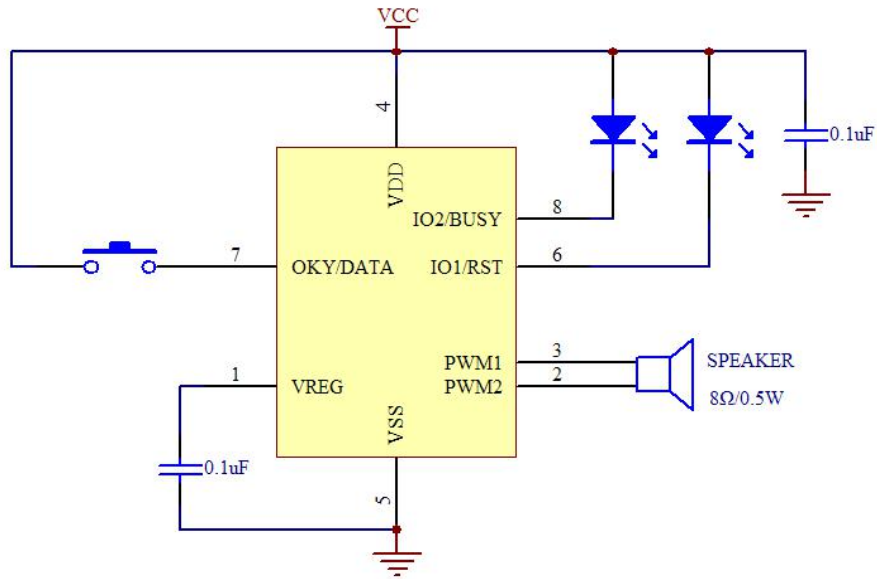 VCC
4
VDD
0.1uF
IO2/BUSY
8
7
OKY/DATA
IO1/RST
6
PWM1
3
SPEAKER
1
VREG
PWM2
2
8Ω/0.5W
VSS
0.1uF
5